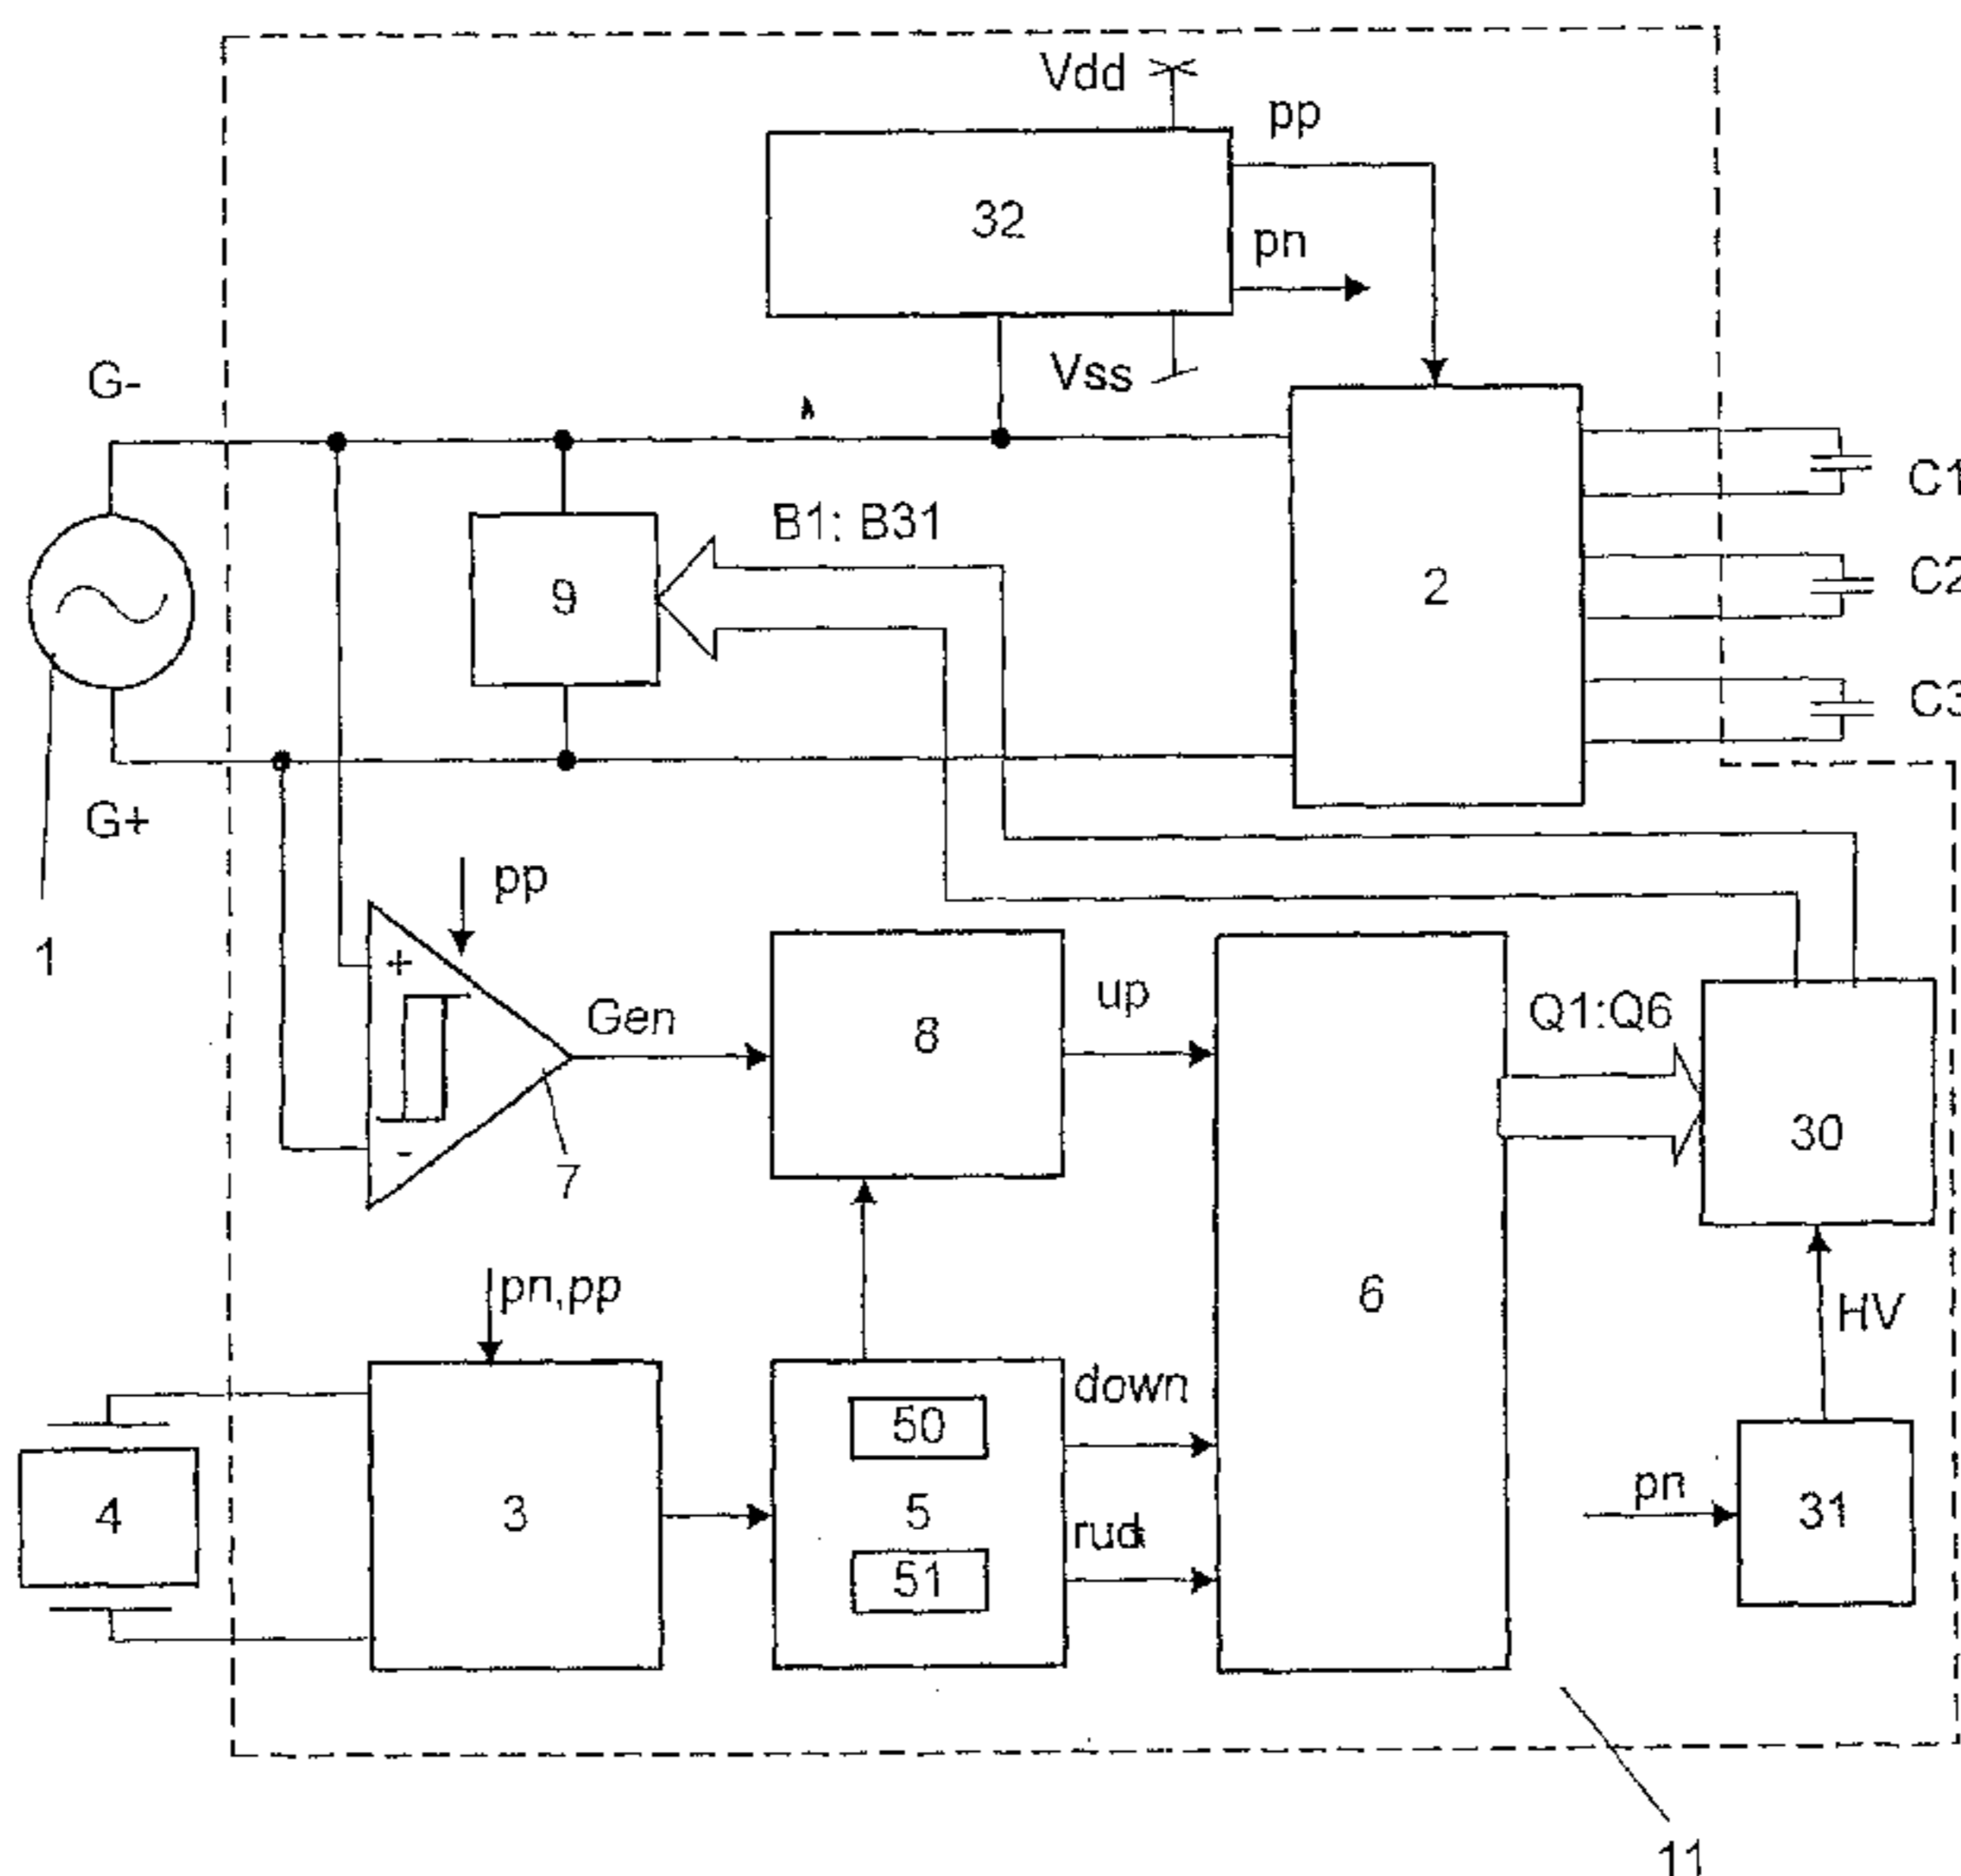 Vdd
pp
32
pn
Vss
G-
C1
B1: B31
9
2
C2
C3
G+
pp
1
+
Gen
8
up
Q1:Q6
30
-
7
6
pn,pp
HV
down
50
4
3
5
pn
31
51
11